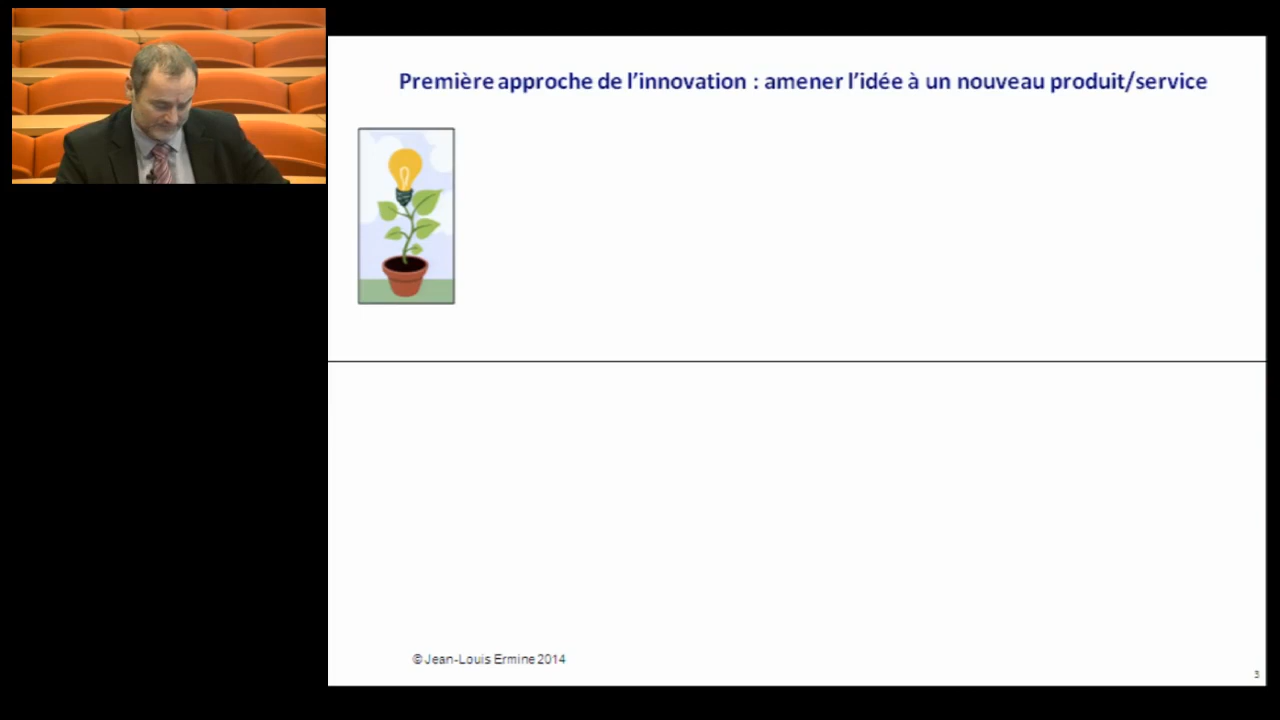 Première approche de l’innovation : amener l’idée à un nouveau produit/service
© Jean-Louis Ermine 2014
3